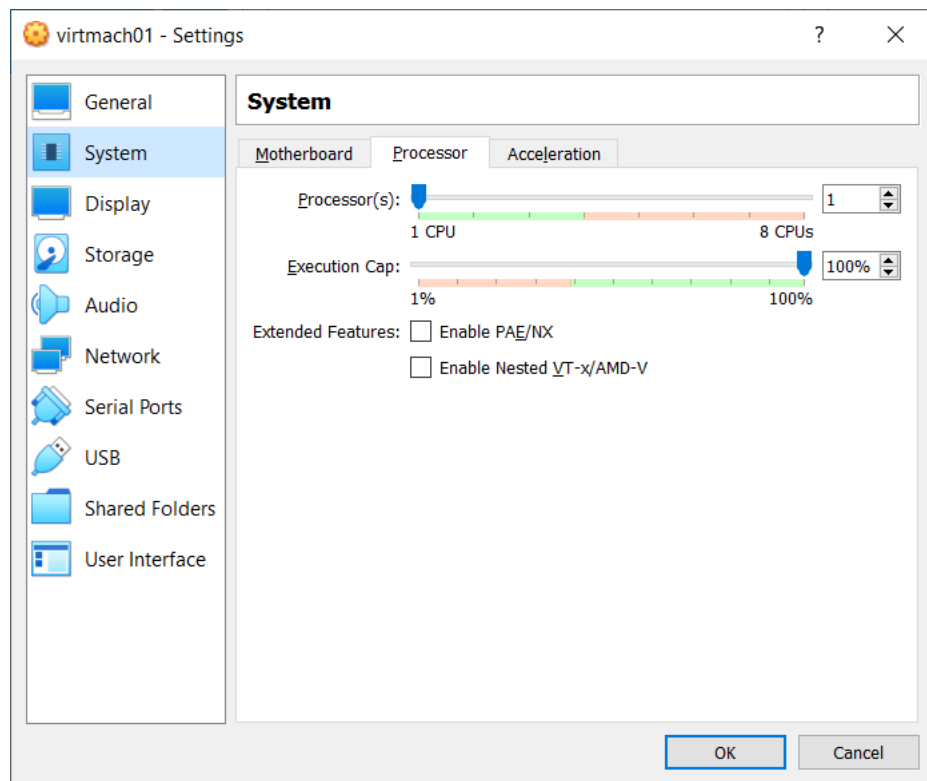 virtmach01 - Settings ?
General
System
Display
Storage
Audio
Network
Serial Ports
USB
Shared Folders
User Interface
System
Motherboard Processor Acceleration
Processor(s): 1
1 CPU 8 CPUs
Execution Cap: 100%
1% 100%
Extended Features: Enable PAE/NX
Enable Nested VT-x/AMD-V
OK Cancel